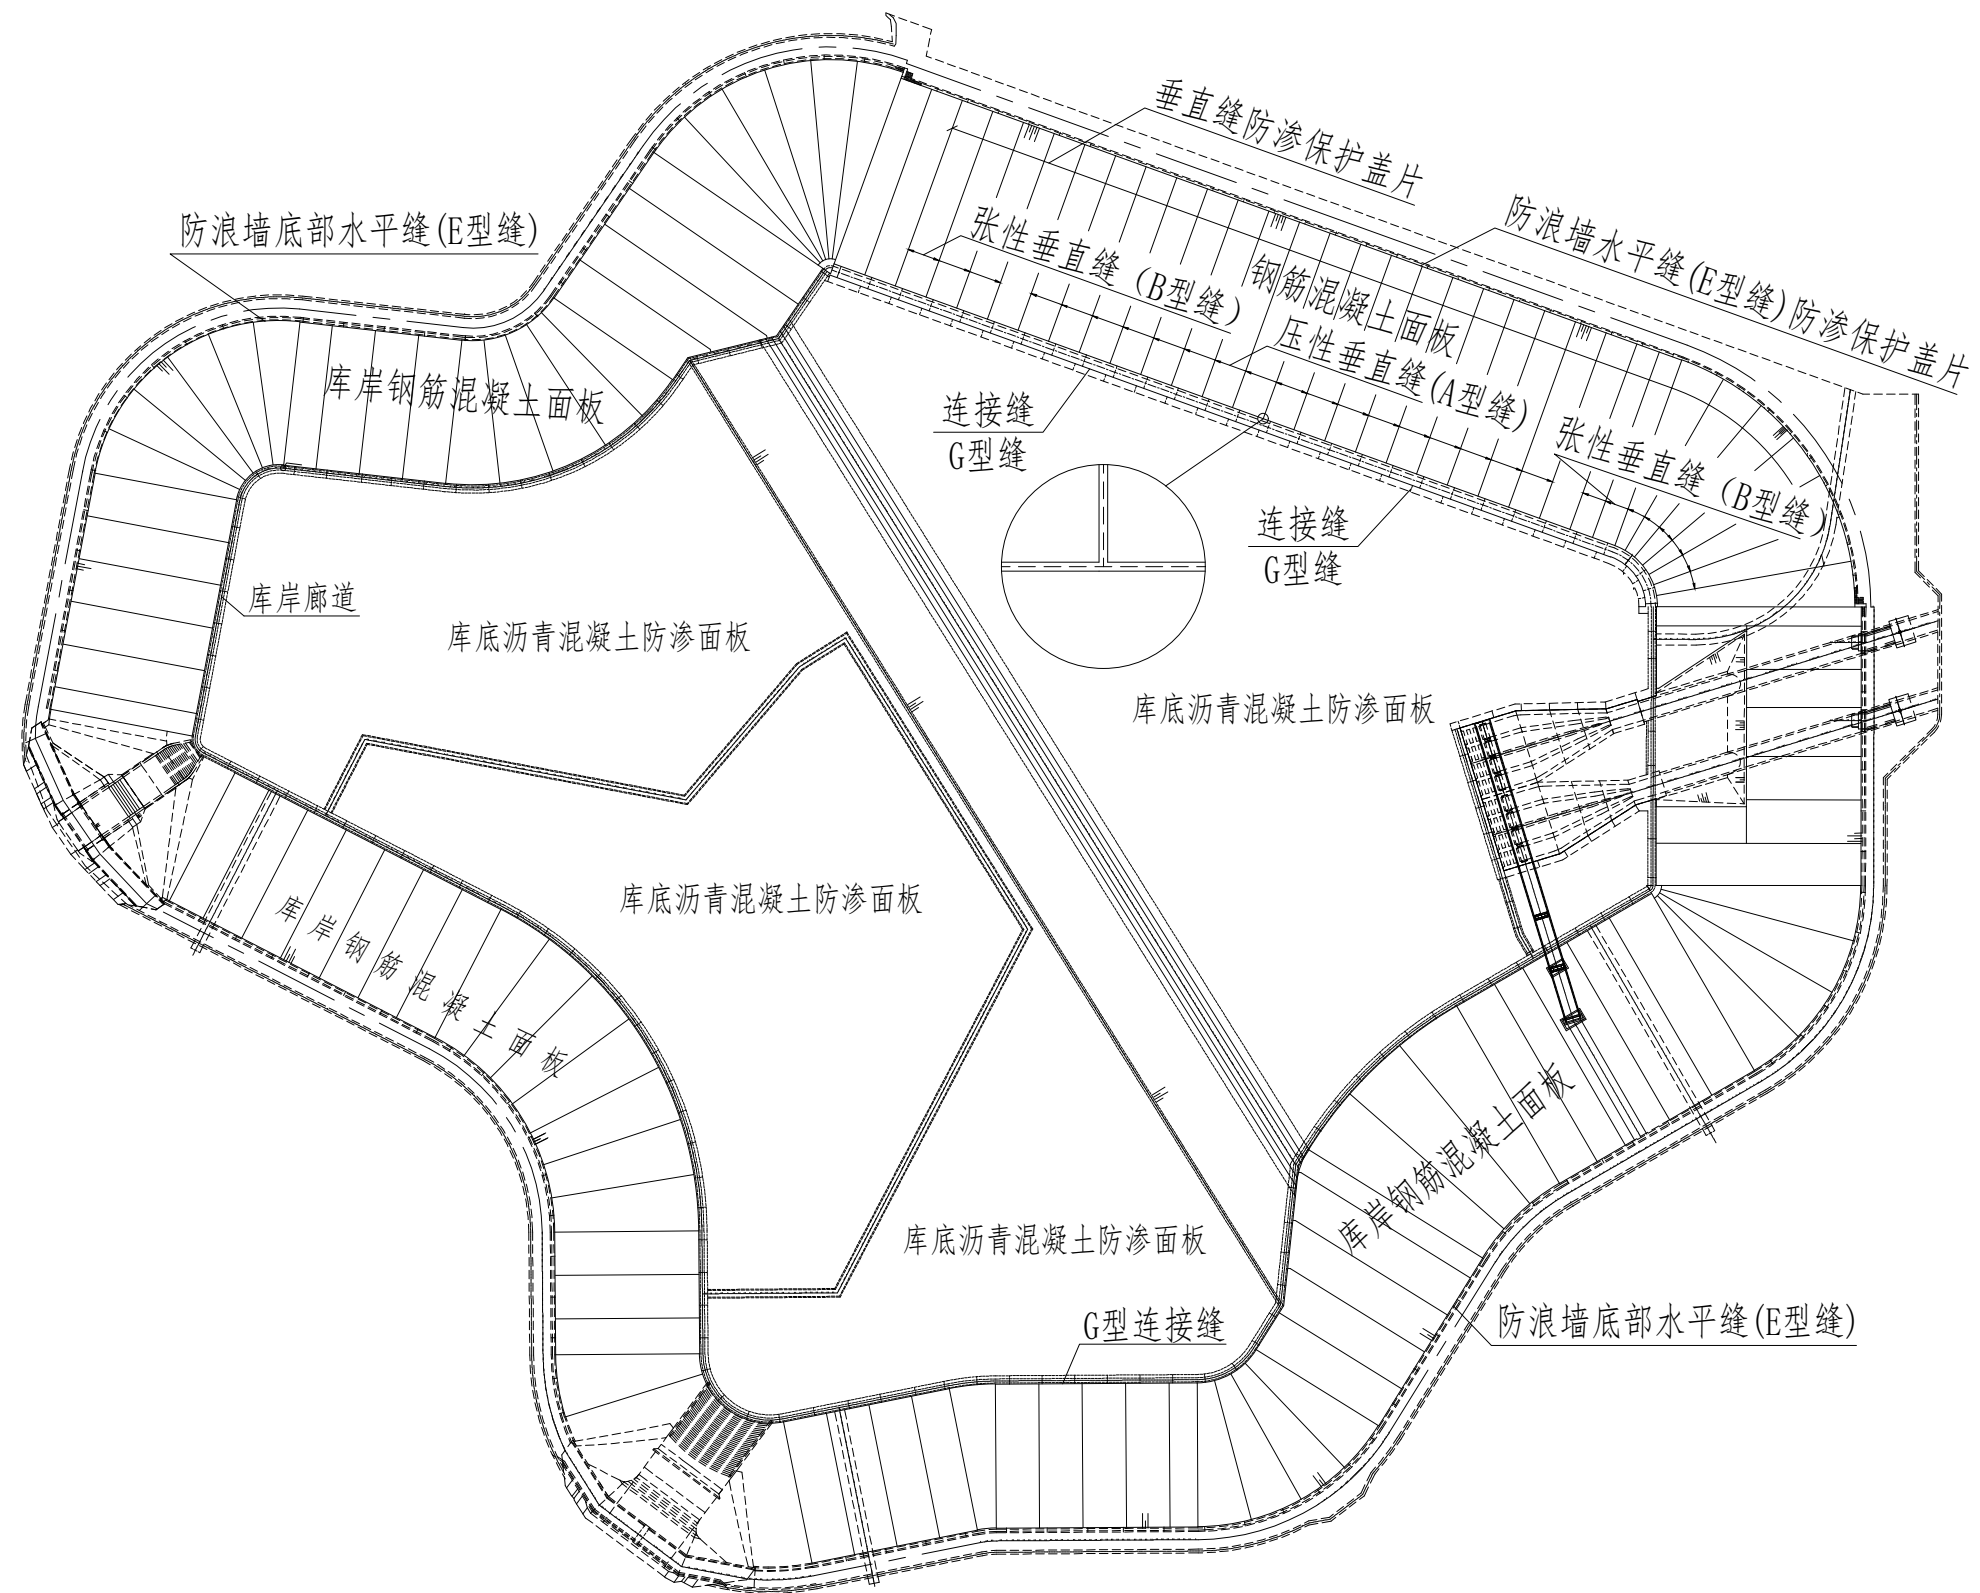 垂直缝防渗保护盖片
防浪墙水平缝(E型缝)防渗保护盖片
防浪墙底部水平缝(E型缝)
张性垂直缝(B型缝)
钢筋混凝土面板
压性垂直缝(A型缝)
库岸钢筋混凝土面板
连接缝
G型缝
张性垂直缝(B型缝)
连接缝
G型缝
库岸廊道
库底沥青混凝土防渗面板
库底沥青混凝土防渗面板
库底沥青混凝土防渗面板
库岸钢筋混凝土面板
库岸钢筋混凝土面板
库底沥青混凝土防渗面板
G型连接缝
防浪墙底部水平缝(E型缝)